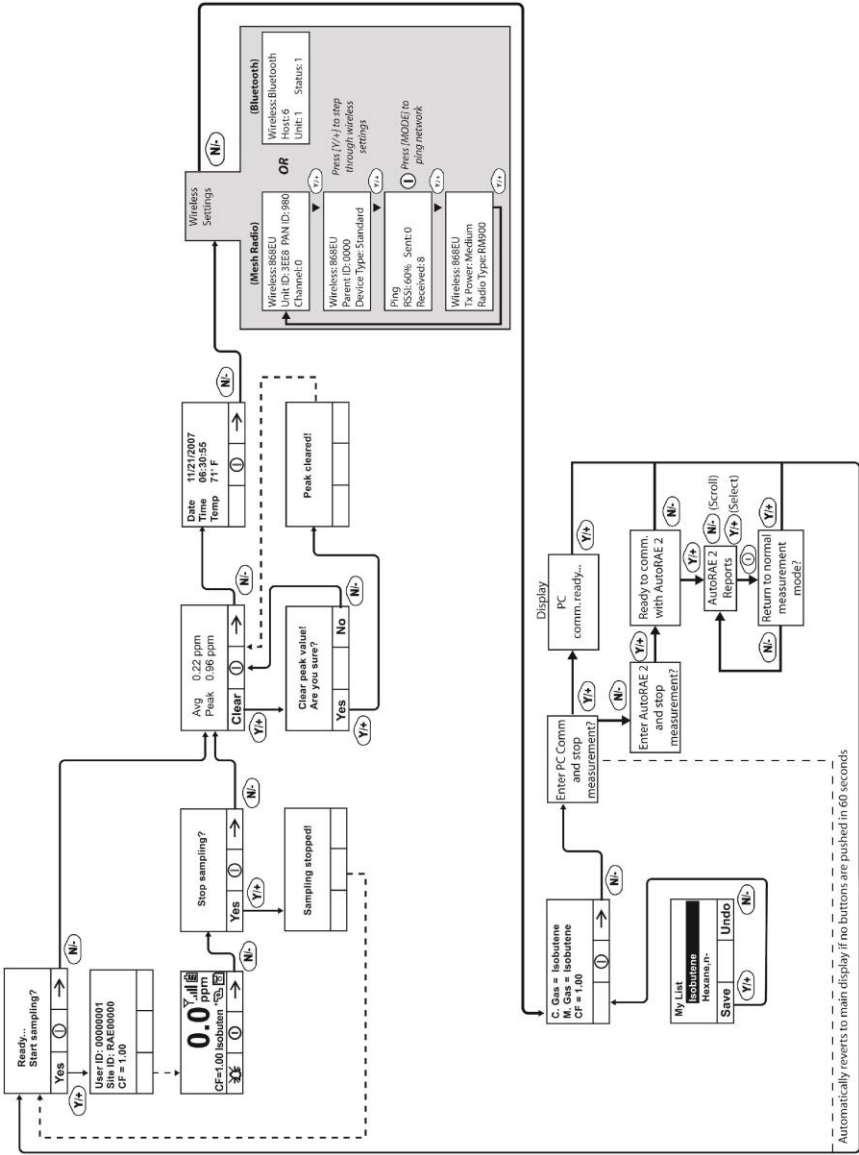 Ready...
Start sampling?
Yes
N/-
Y/+
User ID: 00000001
Site ID: RAE00000
CF = 1.00
0.0 ppm
CF=1.00 Isobuten
N/-
Stop sampling?
Yes
N/-
Y/+
Sampling stopped!
Avg 0.22 ppm
Peak 0.96 ppm
Clear
N/-
Y/+
Clear peak value!
Are you sure?
Yes No
Y/+
N/-
Peak cleared!
Date 11/21/2007
Time 06:30:55
Temp 71° F
N/-
Wireless
Settings
N/-
(Mesh Radio)
Wireless:868EU
Unit ID: 3EE8 PAN ID: 980
Channel: 0
Y/+
Wireless:868EU
Parent ID: 0000
Device Type: Standard
Y/+
Ping
RSSI: 60% Sent: 0
Received: 8
Y/+
Wireless:868EU
Tx Power: Medium
Radio Type: RM900
Y/+
OR
(Bluetooth)
Wireless: Bluetooth
Host: 6
Unit: 1 Status: 1
Press [Y/+] to step
through wireless
settings
Press [MODE] to
ping network
C. Gas = Isobutene
M. Gas = Isobutene
CF = 1.00
N/-
My List
Isobutene
Hexane,n-
Save Undo
Y/+
N/-
Enter PC Comm
and stop
measurement?
Y/+
N/-
Display
PC
comm.ready...
Y/+
Enter AutoRAE 2
and stop
measurement?
Y/+
Ready to comm.
with AutoRAE 2
N/-
Y/+
AutoRAE 2
Reports
N/- (Scroll)
Y/+ (Select)
Return to normal
measurement
mode?
N/-
Y/+
Automatically reverts to main display if no buttons are pushed in 60 seconds